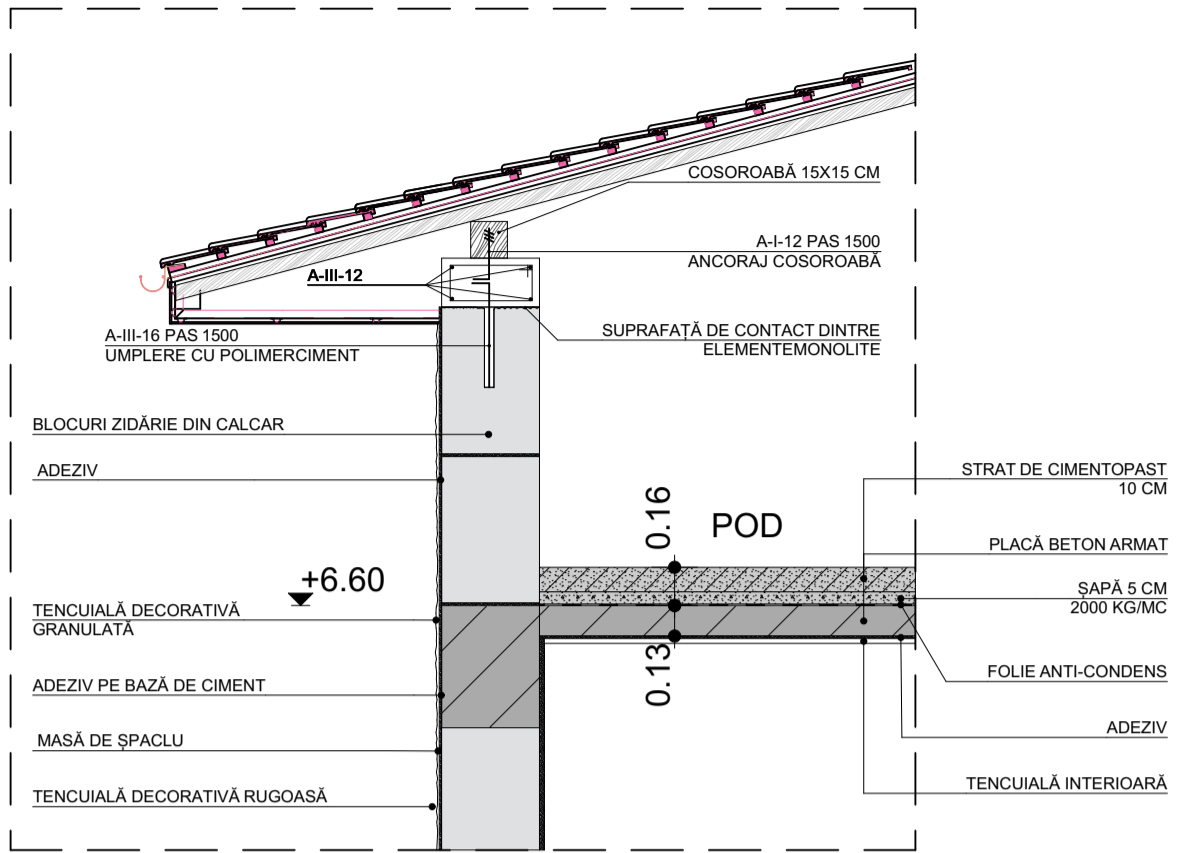 COSOROABĂ 15X15 CM
A-I-12 PAS 1500
ANCORAJ COSOROABĂ
A-III-12
SUPRAFAȚĂ DE CONTACT DINTRE
ELEMENTEMONOLITE
A-III-16 PAS 1500
UMPLERE CU POLIMERCIMENT
BLOCURI ZIDĂRIE DIN CALCAR
ADEZIV
+6.60
TENCUIALĂ DECORATIVĂ
GRANULATĂ
ADEZIV PE BAZĂ DE CIMENT
MASĂ DE ȘPACLU
TENCUIALĂ DECORATIVĂ RUGOASĂ
0.16
POD
0.13
STRAT DE CIMENTOPAST
10 CM
PLACĂ BETON ARMAT
ȘAPĂ 5 CM
2000 KG/MC
FOLIE ANTI-CONDENS
ADEZIV
TENCUIALĂ INTERIOARĂ